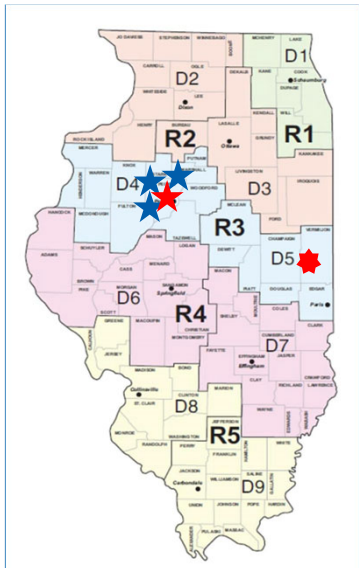 JO DAVIESS
STEPHENSON
WINNEBAGO
MCHENRY
LAKE
D1
CARROLL
OGLE
D2
DEKALB
KANE
COOK
Schaumburg
DUPAGE
WHITESIDE
LEE
Dixon
KENDALL
WILL
ROCK ISLAND
HENRY
BUREAU
LASALLE
Ottawa
GRUNDY
R1
MERCER
R2
PUTNAM
KANKAKEE
KNOX
D4
WARREN
HENDERSON
LIVINGSTON
D3
IROQUOIS
WOODFORD
FULTON
FORD
R3
MCLEAN
HANCOCK
MCDONOUGH
MASON
TAZEWELL
VERMILION
CHAMPAIGN
D5
SCHUYLER
LOGAN
DEWITT
ADAMS
MENARD
MACON
PIATT
DOUGLAS
EDGAR
Paris
CASS
BROWN
MORGAN
SANGAMON
Springfield
D6
PIKE
SCOTT
R4
CHRISTIAN
MOULTRIE
COLES
SHELBY
CLARK
GREENE
MACOUPIN
MONTGOMERY
CUMBERLAND
D7
CALHOUN
JERSEY
FAYETTE
EFFINGHAM
Effingham
JASPER
CRAWFORD
BOND
MADISON
CLAY
RICHLAND
LAWRENCE
Collinsville
CLINTON
D8
MARION
ST. CLAIR
WAYNE
EDWARDS
WABASH
WASHINGTON
JEFFERSON
R5
MONROE
RANDOLPH
PERRY
HAMILTON
WHITE
FRANKLIN
JACKSON
Carbondale
WILLIAMSON
SALINE
GALLATIN
D9
UNION
JOHNSON
POPE
HARDIN
ALEXANDER
PULASKI
MASSAC